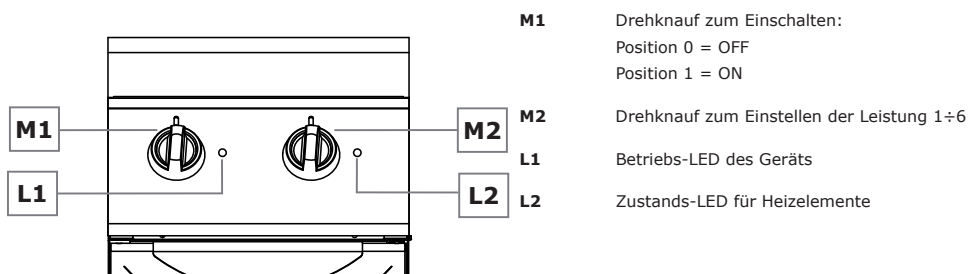 M1
L1
M2
L2
M1 Drehknauf zum Einschalten:
Position 0 = OFF
Position 1 = ON
M2 Drehknauf zum Einstellen der Leistung 1÷6
L1 Betriebs-LED des Geräts
L2 Zustands-LED für Heizelemente